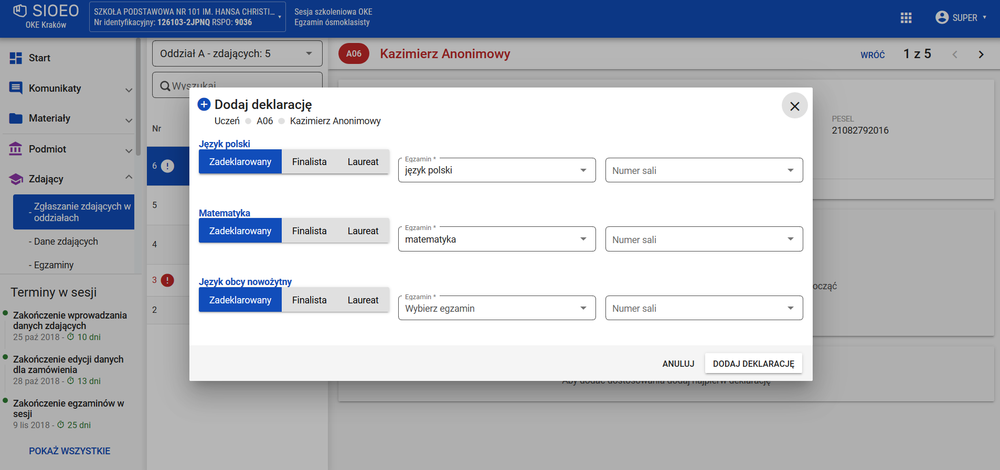 SIOEO
OKE Kraków
SZKOŁA PODSTAWOWA NR 101 IM. HANSA CHRISTI...
Nr identyfikacyjny: 126103-2JPNQ RSPO: 9036
Sesja szkoleniowa OKE
Egzamin ósmoklasisty
SUPER
Start
Komunikaty
Materiały
Podmiot
Zdający
- Zgłaszanie zdających w
oddziałach
- Dane zdających
- Egzaminy
Terminy w sesji
Zakończenie wprowadzania
danych zdających
25 paź 2018 - 10 dni
Zakończenie edycji danych
dla zamówienia
28 paź 2018 - 13 dni
Zakończenie egzaminów w
sesji
9 lis 2018 - 25 dni
POKAŻ WSZYSTKIE
Oddział A - zdających: 5
Wyszukaj
Nr
6
5
4
3
2
A06 Kazimierz Anonimowy
WRÓĆ 1 z 5
PESEL
21082792016
Dodaj deklarację
Uczeń A06 Kazimierz Anonimowy
Język polski
Zadeklarowany Finalista Laureat
Egzamin *
język polski
Numer sali
Matematyka
Zadeklarowany Finalista Laureat
Egzamin *
matematyka
Numer sali
Język obcy nowożytny
Zadeklarowany Finalista Laureat
Egzamin *
Wybierz egzamin
Numer sali
ANULUJ DODAJ DEKLARACJĘ
ocząć
Aby dodać dostosowania dodaj najpierw deklarację